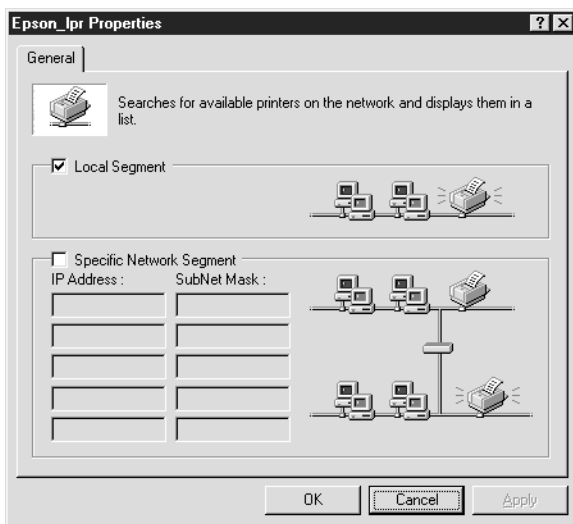 Epson_lpr Properties
General
Searches for available printers on the network and displays them in a
list.
Local Segment
Specific Network Segment
IP Address :
SubNet Mask :
OK
Cancel
Apply